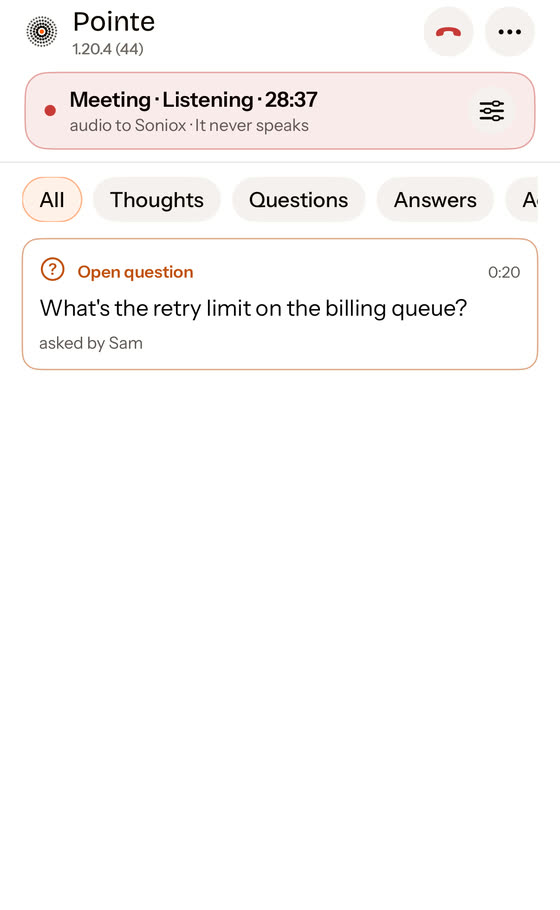 Pointe
1.20.4 (44)
Meeting · Listening · 28:37
audio to Soniox · It never speaks
All
Thoughts
Questions
Answers
Open question
0:20
What's the retry limit on the billing queue?
asked by Sam